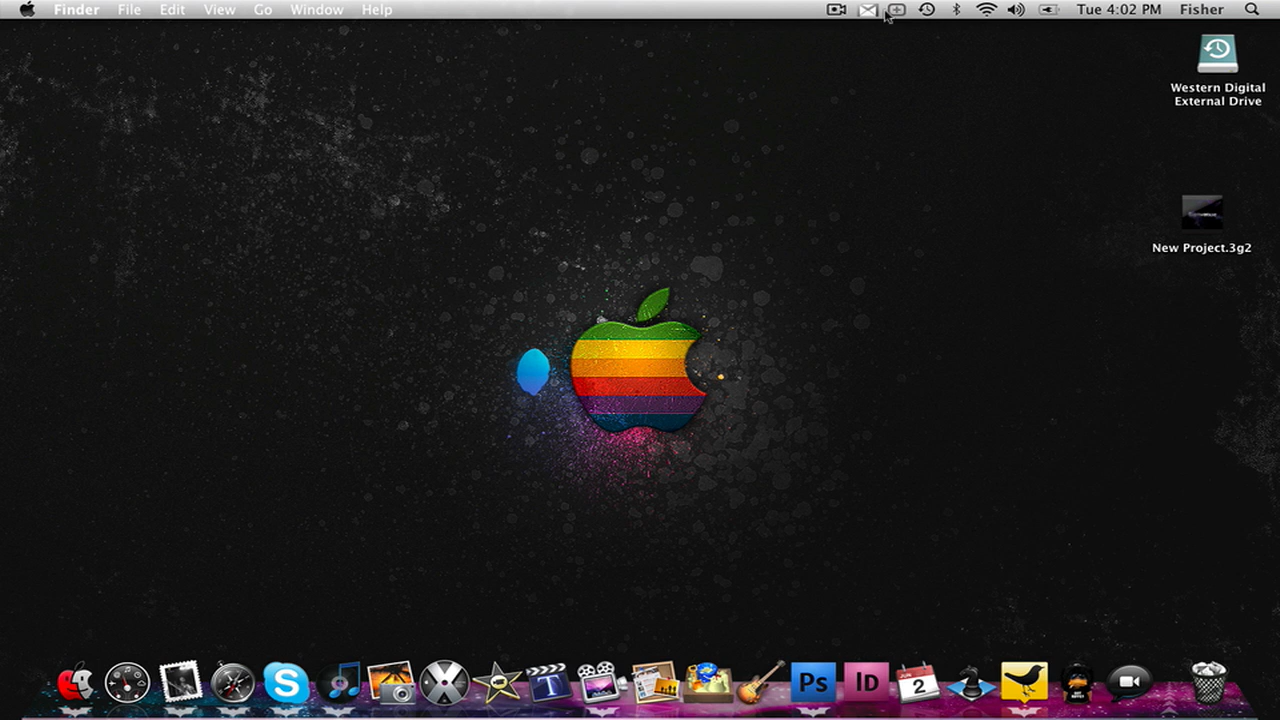 Finder File Edit View Go Window Help Tue 4:02 PM Fisher
Western Digital
External Drive
New Project.3g2
S T Ps ID 2